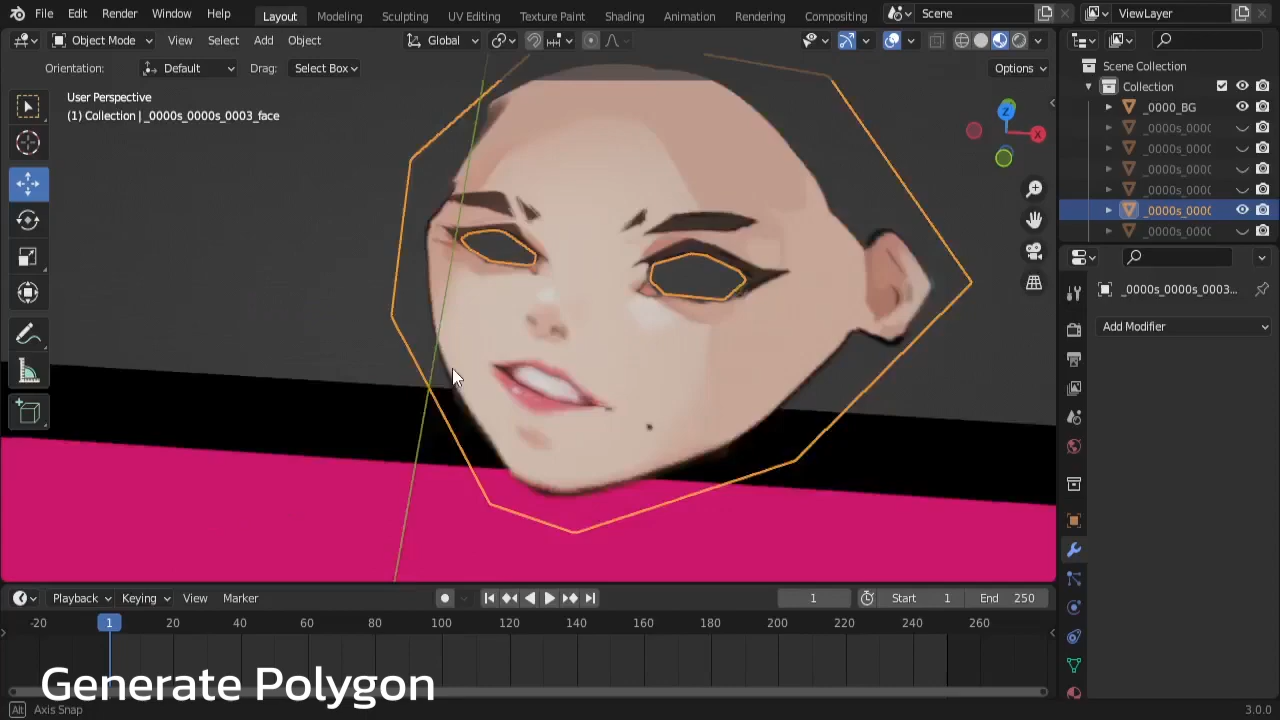 File Edit Render Window Help Layout Modeling Sculpting UV Editing Texture Paint Shading Animation Rendering Compositing Scene ViewLayer
Object Mode View Select Add Object Global
Orientation: Default Drag: Select Box Options
User Perspective
(1) Collection | _0000s_0000s_0003_face
X
Z
Scene Collection
Collection
_0000_BG
_0000s_000(
_0000s_000(
_0000s_000(
_0000s_000(
_0000s_000(
_0000s_000(
_0000s_0000s_0003...
Add Modifier
Playback Keying View Marker 1 Start 1 End 250
-20 1 20 40 60 80 100 120 140 160 180 200 220 240 260
Generate Polygon
Alt Axis Snap 3.0.0